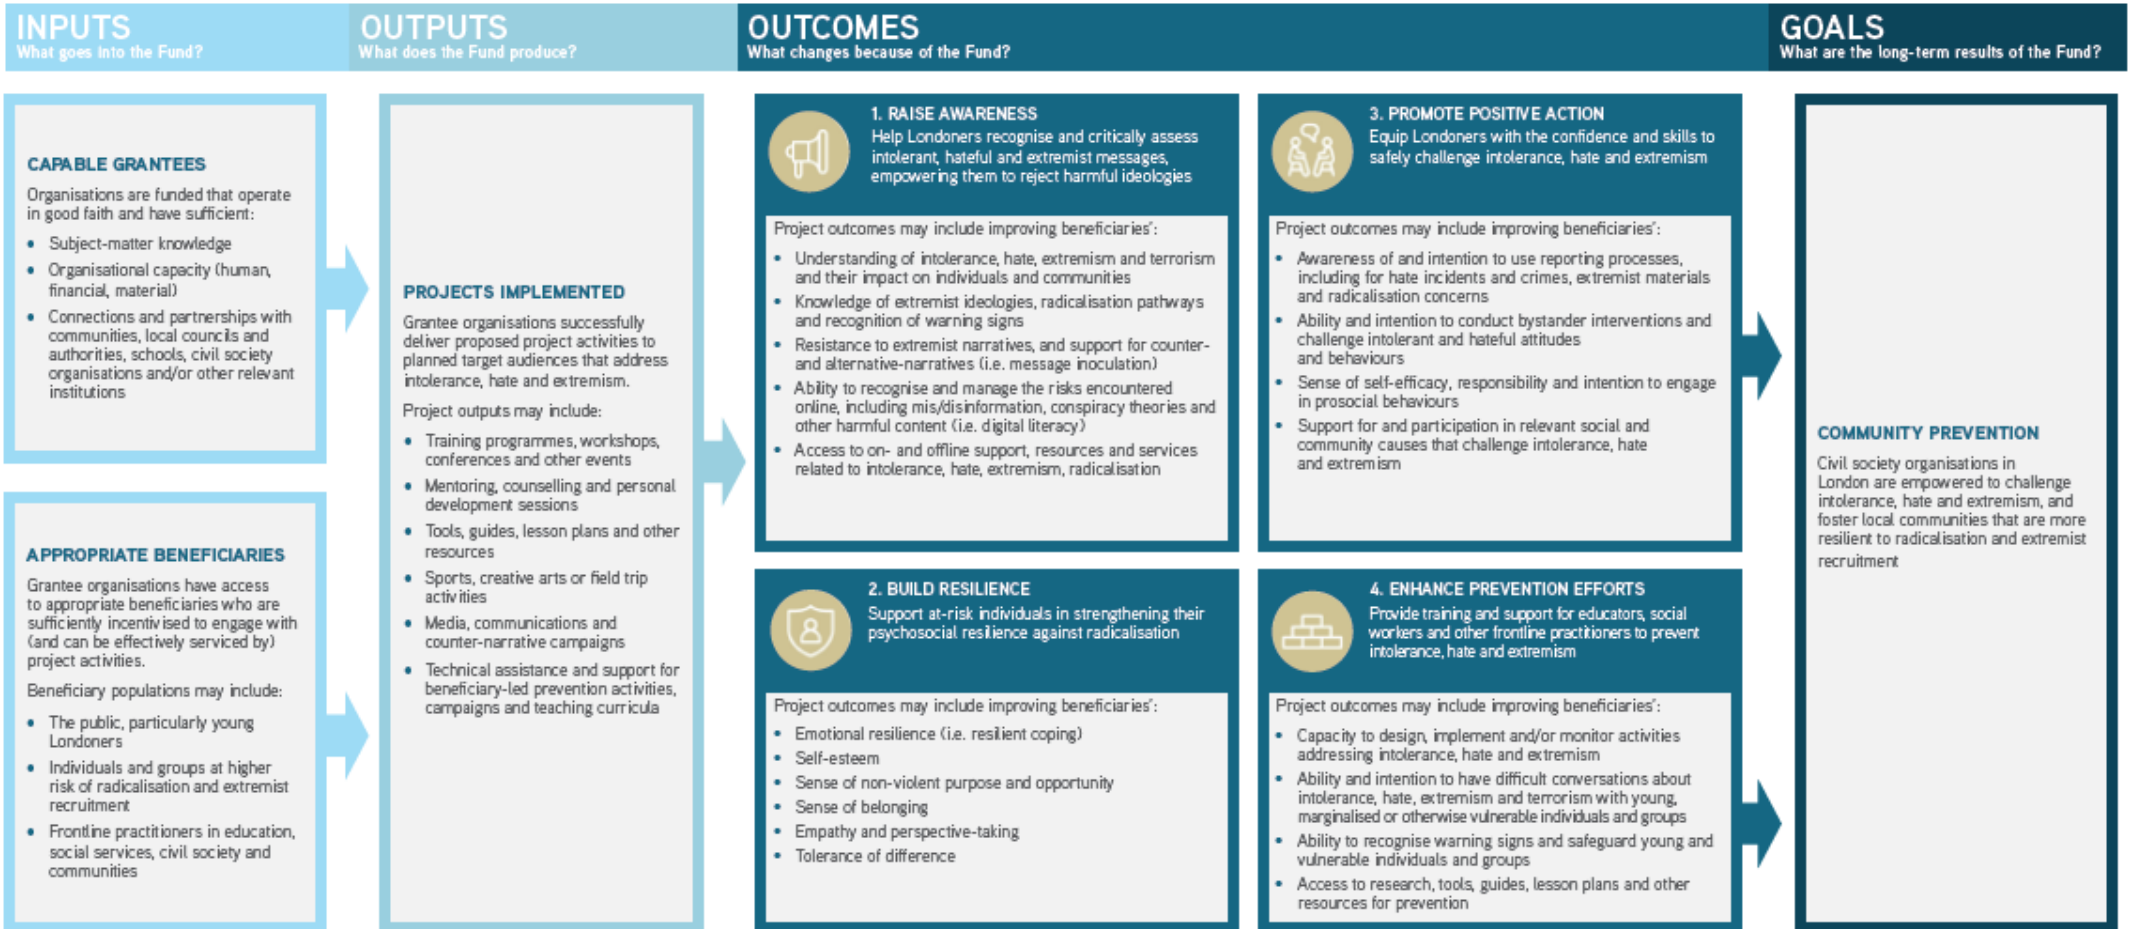 INPUTS
What goes into the Fund?
OUTPUTS
What does the Fund produce?
OUTCOMES
What changes because of the Fund?
GOALS
What are the long-term results of the Fund?
CAPABLE GRANTEES
Organisations are funded that operate
in good faith and have sufficient:
• Subject-matter knowledge
• Organisational capacity (human,
financial, material)
• Connections and partnerships with
communities, local councils and
authorities, schools, civil society
organisations and/or other relevant
institutions
APPROPRIATE BENEFICIARIES
Grantee organisations have access
to appropriate beneficiaries who are
sufficiently incentivised to engage with
(and can be effectively serviced by)
project activities.
Beneficiary populations may include:
• The public, particularly young
Londoners
• Individuals and groups at higher
risk of radicalisation and extremist
recruitment
• Frontline practitioners in education,
social services, civil society and
communities
PROJECTS IMPLEMENTED
Grantee organisations successfully
deliver proposed project activities to
planned target audiences that address
intolerance, hate and extremism.
Project outputs may include:
• Training programmes, workshops,
conferences and other events
• Mentoring, counselling and personal
development sessions
• Tools, guides, lesson plans and other
resources
• Sports, creative arts or field trip
activities
• Media, communications and
counter-narrative campaigns
• Technical assistance and support for
beneficiary-led prevention activities,
campaigns and teaching curricula
1. RAISE AWARENESS
Help Londoners recognise and critically assess
intolerant, hateful and extremist messages,
empowering them to reject harmful ideologies
Project outcomes may include improving beneficiaries':
• Understanding of intolerance, hate, extremism and terrorism
and their impact on individuals and communities
• Knowledge of extremist ideologies, radicalisation pathways
and recognition of warning signs
• Resistance to extremist narratives, and support for counter-
and alternative-narratives (i.e. message inoculation)
• Ability to recognise and manage the risks encountered
online, including mis/disinformation, conspiracy theories and
other harmful content (i.e. digital literacy)
• Access to on- and offline support, resources and services
related to intolerance, hate, extremism, radicalisation
2. BUILD RESILIENCE
Support at-risk individuals in strengthening their
psychosocial resilience against radicalisation
Project outcomes may include improving beneficiaries':
• Emotional resilience (i.e. resilient coping)
• Self-esteem
• Sense of non-violent purpose and opportunity
• Sense of belonging
• Empathy and perspective-taking
• Tolerance of difference
3. PROMOTE POSITIVE ACTION
Equip Londoners with the confidence and skills to
safely challenge intolerance, hate and extremism
Project outcomes may include improving beneficiaries':
• Awareness of and intention to use reporting processes,
including for hate incidents and crimes, extremist materials
and radicalisation concerns
• Ability and intention to conduct bystander interventions and
challenge intolerant and hateful attitudes
and behaviours
• Sense of self-efficacy, responsibility and intention to engage
in prosocial behaviours
• Support for and participation in relevant social and
community causes that challenge intolerance, hate
and extremism
4. ENHANCE PREVENTION EFFORTS
Provide training and support for educators, social
workers and other frontline practitioners to prevent
intolerance, hate and extremism
Project outcomes may include improving beneficiaries':
• Capacity to design, implement and/or monitor activities
addressing intolerance, hate and extremism
• Ability and intention to have difficult conversations about
intolerance, hate, extremism and terrorism with young,
marginalised or otherwise vulnerable individuals and groups
• Ability to recognise warning signs and safeguard young and
vulnerable individuals and groups
• Access to research, tools, guides, lesson plans and other
resources for prevention
COMMUNITY PREVENTION
Civil society organisations in
London are empowered to challenge
intolerance, hate and extremism, and
foster local communities that are more
resilient to radicalisation and extremist
recruitment